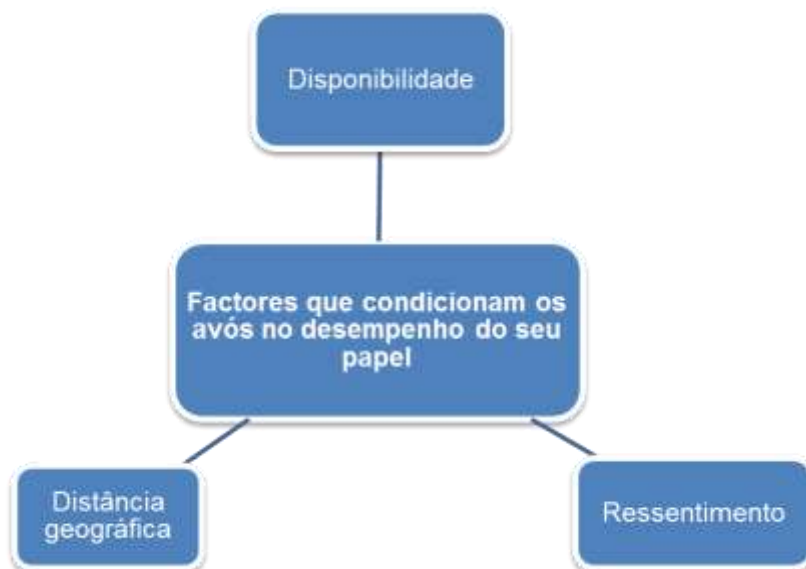 Disponibilidade
Factores que condicionam os
avós no desempenho do seu
papel
Distância
geográfica
Ressentimento